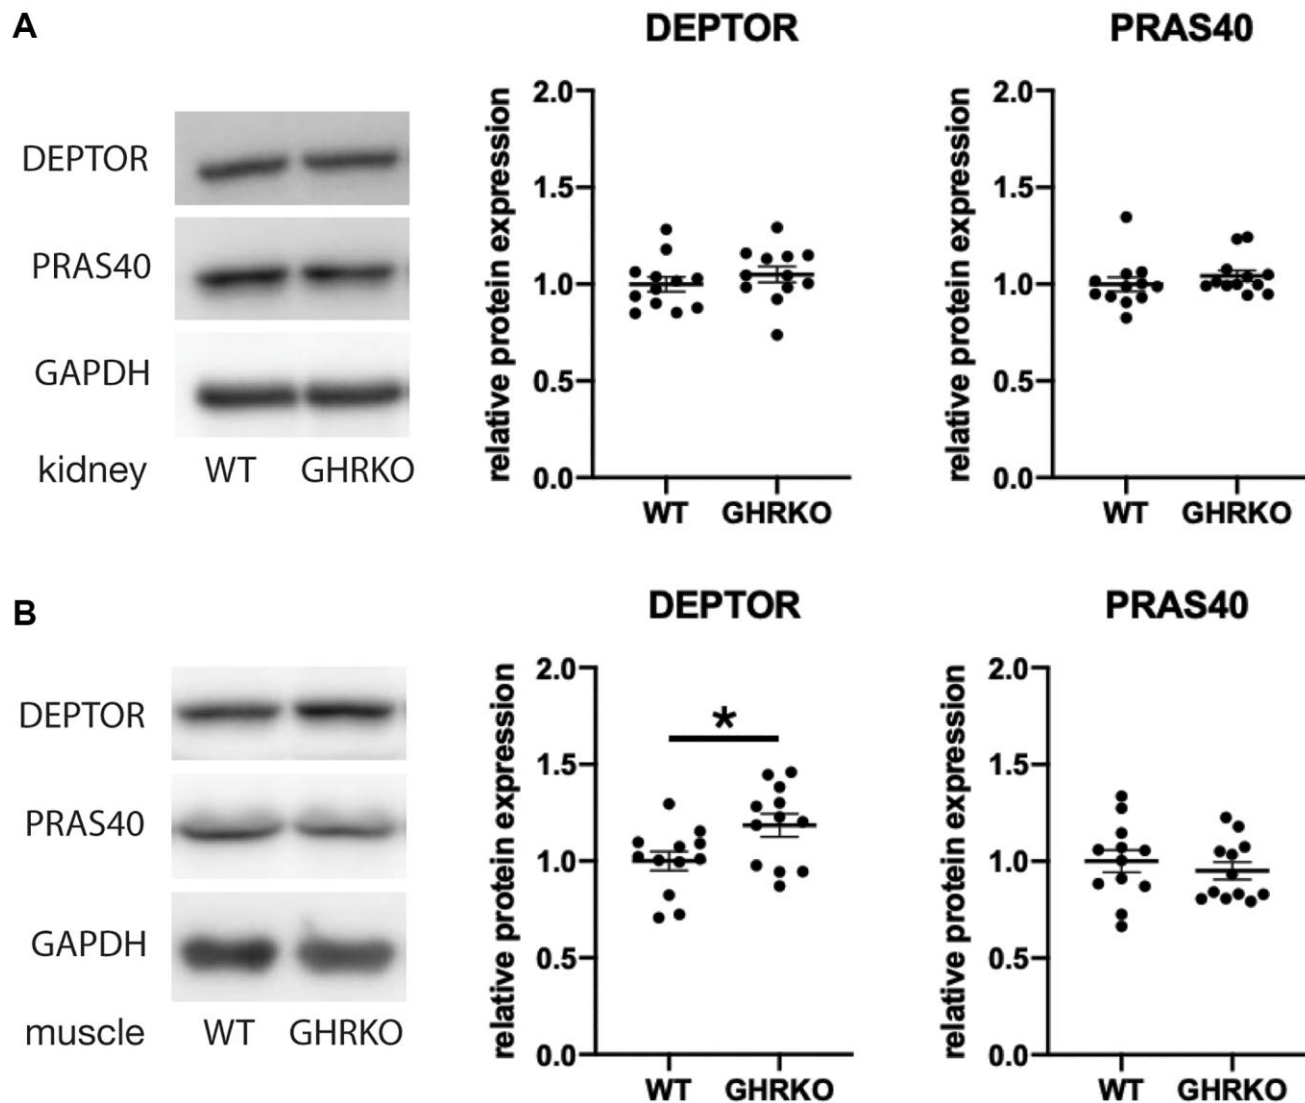 A
DEPTOR
PRAS40
GAPDH
kidney WT GHRKO
DEPTOR
relative protein expression
2.0
1.5
1.0
0.5
0.0
WT GHRKO
PRAS40
relative protein expression
2.0
1.5
1.0
0.5
0.0
WT GHRKO
B
DEPTOR
PRAS40
GAPDH
muscle WT GHRKO
DEPTOR
relative protein expression
2.0
1.5
1.0
0.5
0.0
*
WT GHRKO
PRAS40
relative protein expression
2.0
1.5
1.0
0.5
0.0
WT GHRKO